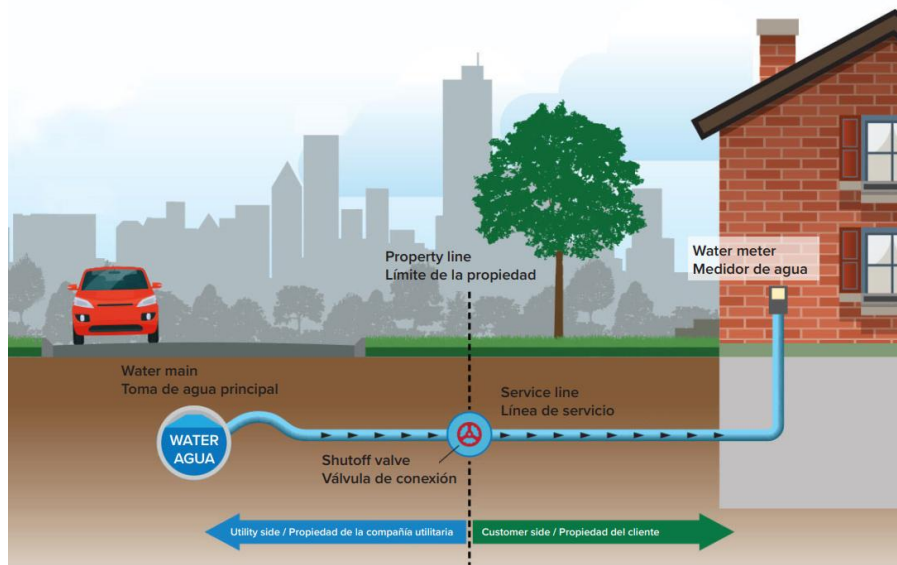 Property line
Límite de la propiedad
Water meter
Medidor de agua
Water main
Toma de agua principal
Service line
Línea de servicio
WATER
AGUA
Shutoff valve
Válvula de conexión
Utility side / Propiedad de la compañía utilitaria
Customer side / Propiedad del cliente